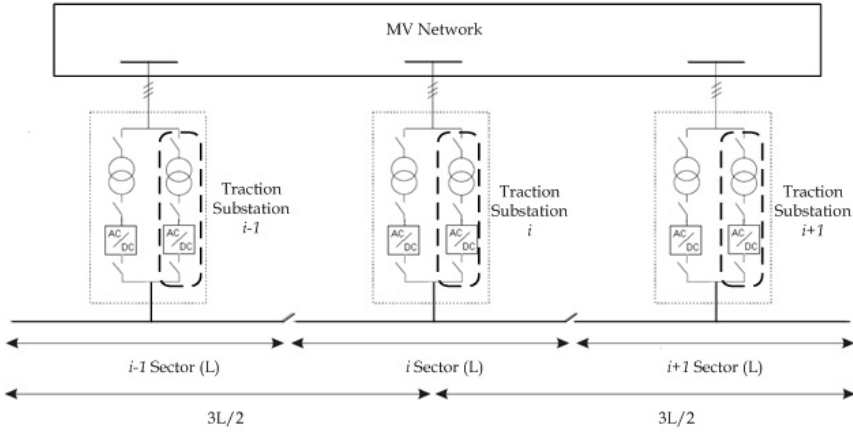 MV Network
AC
DC
AC
DC
Traction
Substation
i-1
AC
DC
AC
DC
Traction
Substation
i
AC
DC
AC
DC
Traction
Substation
i+1
i-1 Sector (L)
i Sector (L)
i+1 Sector (L)
3L/2
3L/2